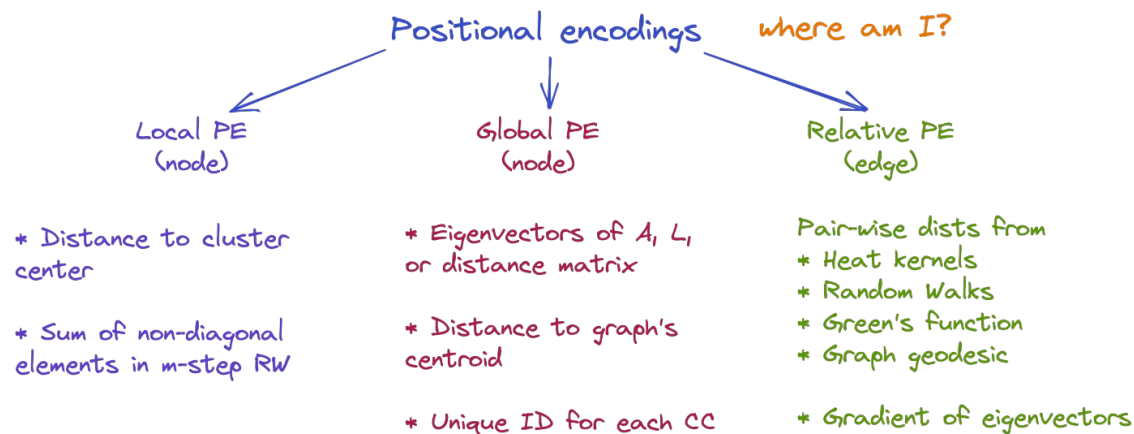 Positional encodings where am I?
Local PE
(node)
* Distance to cluster
center
* Sum of non-diagonal
elements in m-step RW
Global PE
(node)
* Eigenvectors of A, L,
or distance matrix
* Distance to graph's
centroid
* Unique ID for each CC
Relative PE
(edge)
Pair-wise dists from
* Heat kernels
* Random Walks
* Green's function
* Graph geodesic
* Gradient of eigenvectors